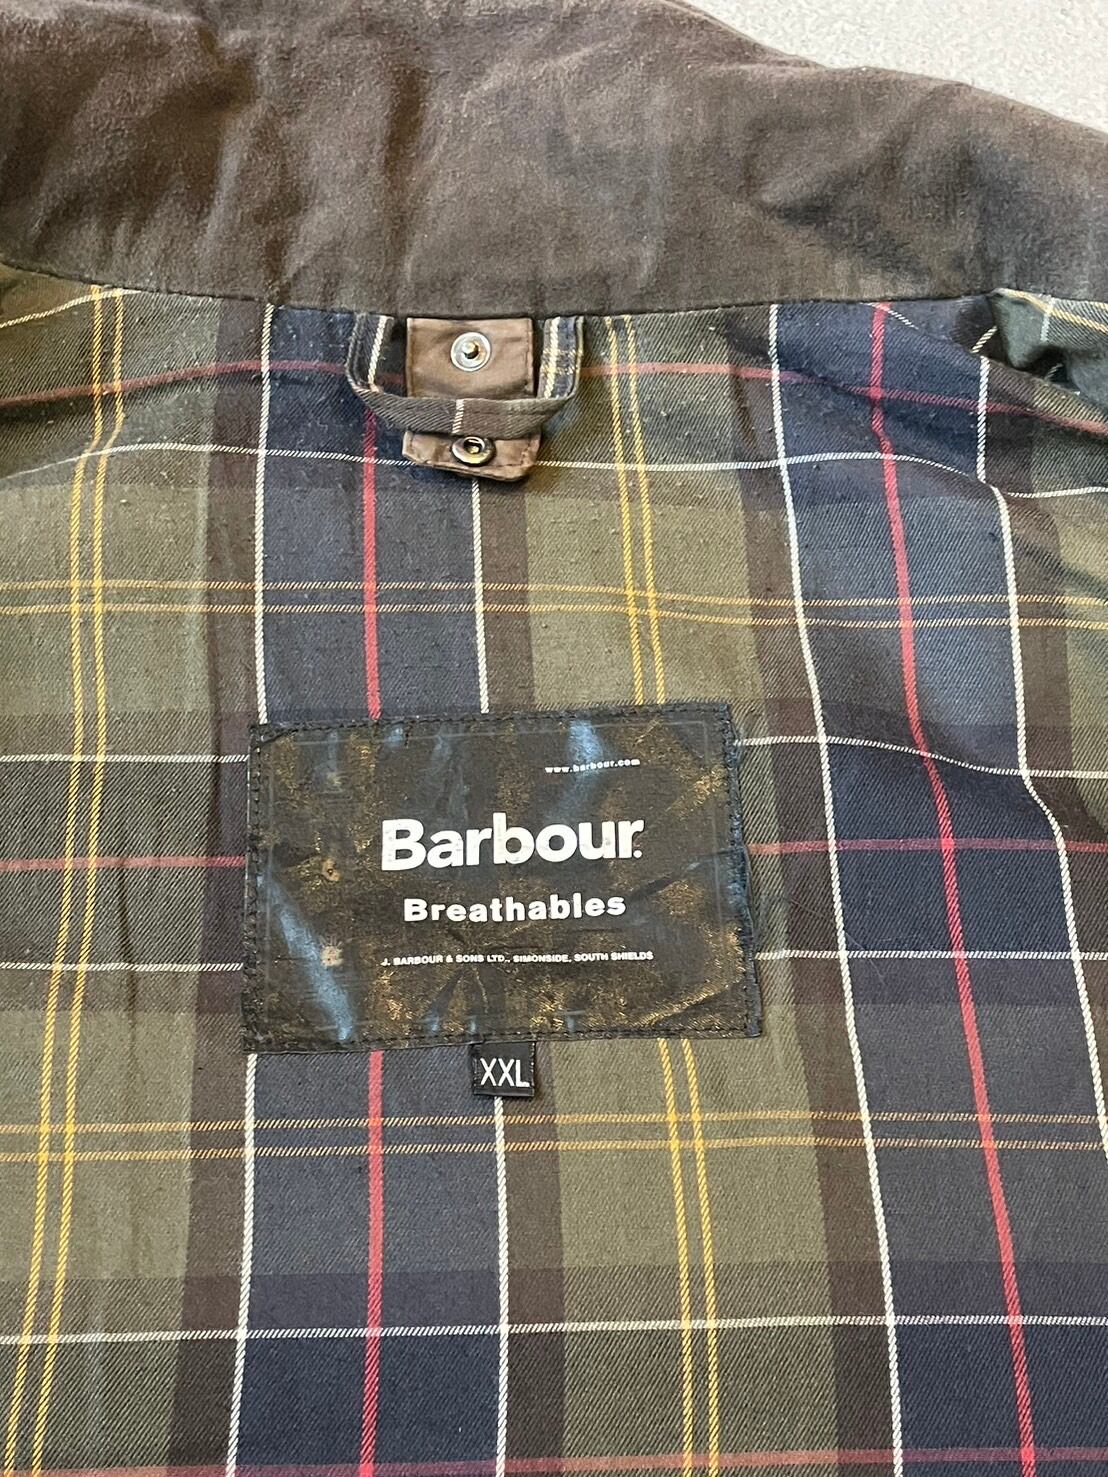 www.barbour.com
Barbour.
Breathables
J. BARBOUR & SONS LTD., SIMONSIDE, SOUTH SHIELDS
XXL